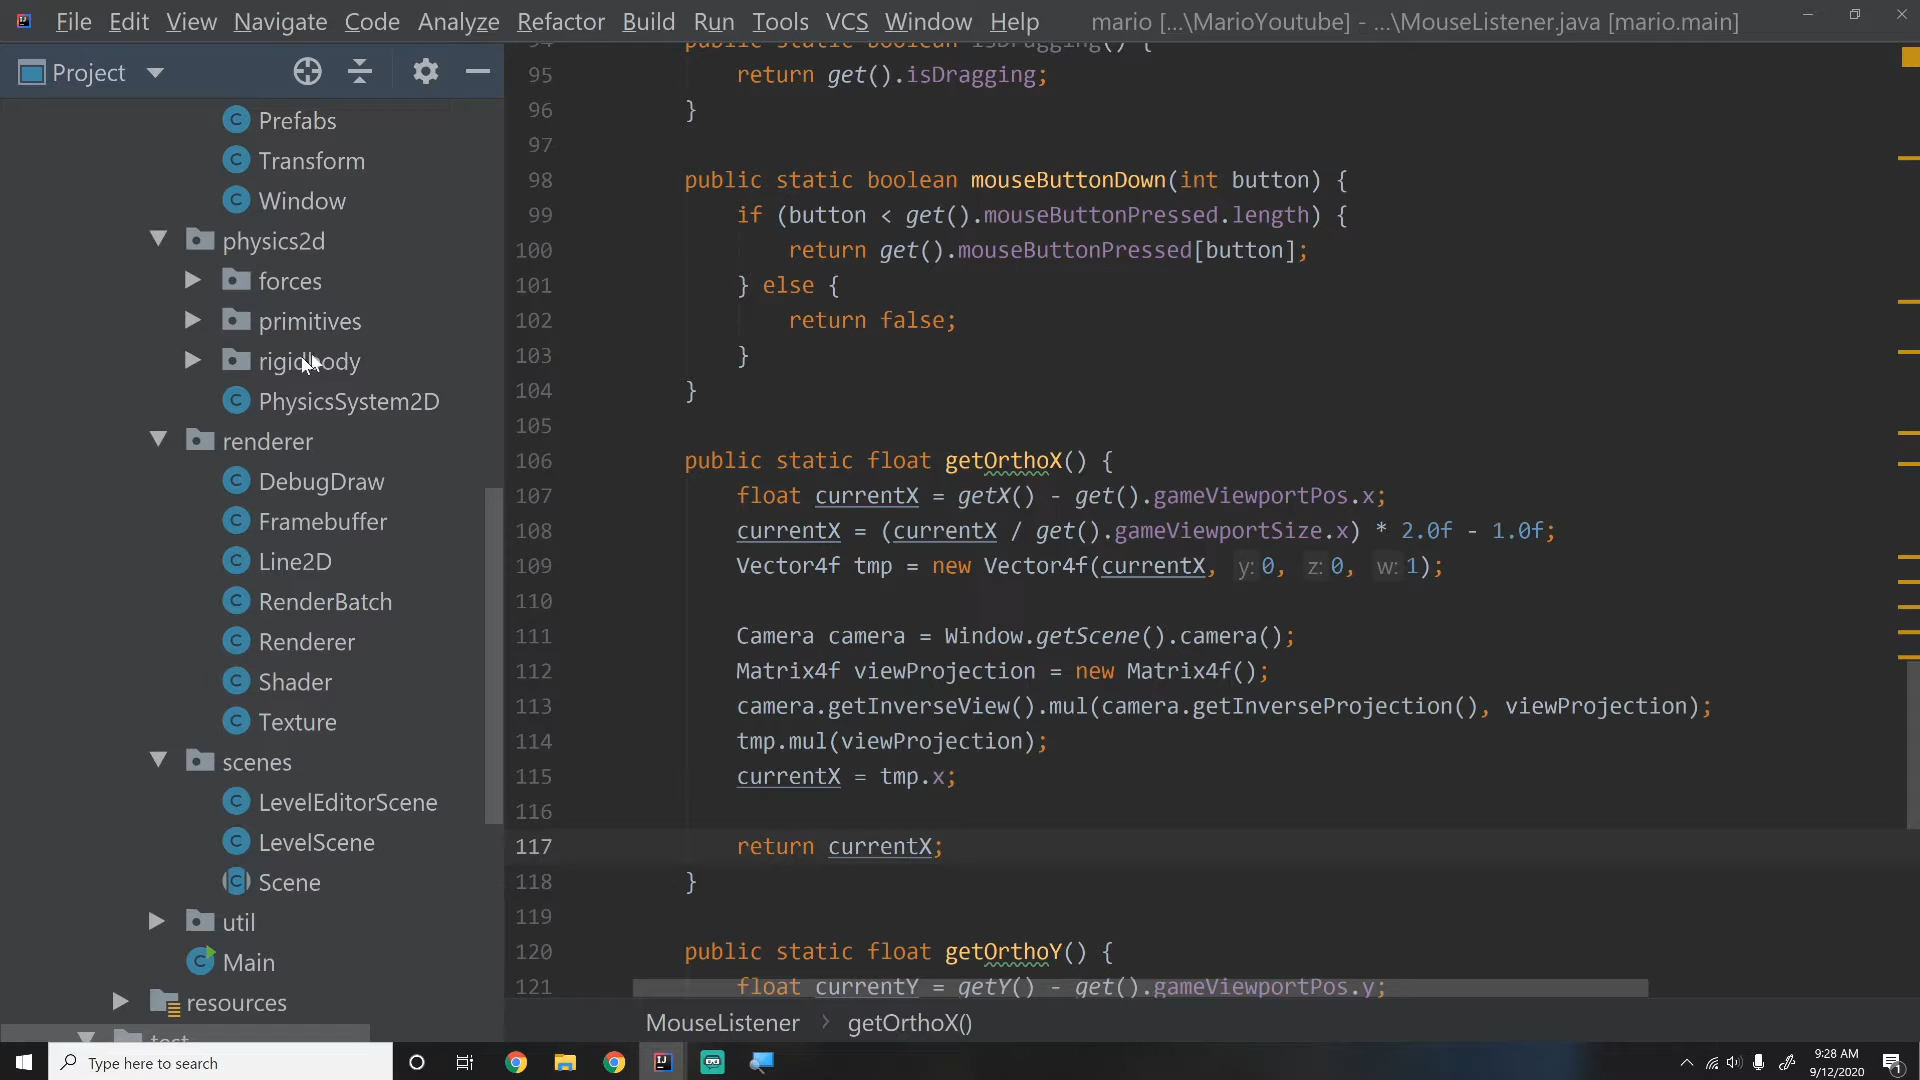 File Edit View Navigate Code Analyze Refactor Build Run Tools VCS Window Help mario [...\MarioYoutube] - ...\MouseListener.java [mario.main]
Project
Prefabs
Transform
Window
physics2d
forces
primitives
rigidbody
PhysicsSystem2D
renderer
DebugDraw
Framebuffer
Line2D
RenderBatch
Renderer
Shader
Texture
scenes
LevelEditorScene
LevelScene
Scene
util
Main
resources
test
94 public static boolean isDragging() {
95 return get().isDragging;
96 }
97
98 public static boolean mouseButtonDown(int button) {
99 if (button < get().mouseButtonPressed.length) {
100 return get().mouseButtonPressed[button];
101 } else {
102 return false;
103 }
104 }
105
106 public static float getOrthoX() {
107 float currentX = getX() - get().gameViewportPos.x;
108 currentX = (currentX / get().gameViewportSize.x) * 2.0f - 1.0f;
109 Vector4f tmp = new Vector4f(currentX, y: 0, z: 0, w: 1);
110
111 Camera camera = Window.getScene().camera();
112 Matrix4f viewProjection = new Matrix4f();
113 camera.getInverseView().mul(camera.getInverseProjection(), viewProjection);
114 tmp.mul(viewProjection);
115 currentX = tmp.x;
116
117 return currentX;
118 }
119
120 public static float getOrthoY() {
121 float currentY = getY() - get().gameViewportPos.y;
MouseListener > getOrthoX()
Type here to search
9:28 AM
9/12/2020
1